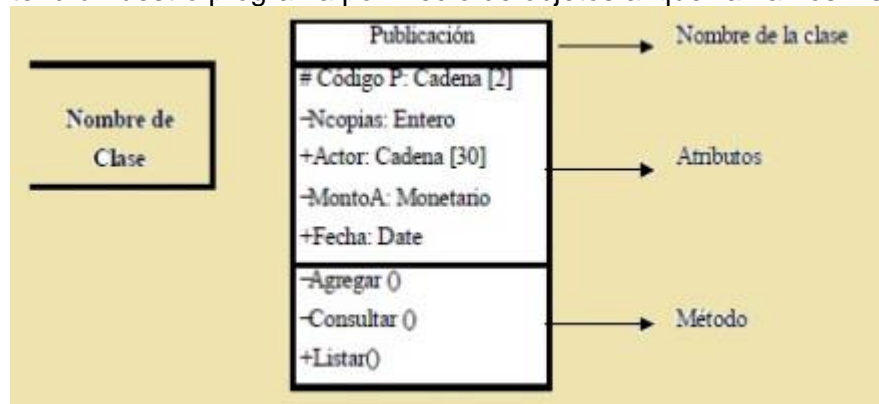 Publicación
Nombre de la clase
Nombre de
Clase
# Código P: Cadena [2]
-Ncopias: Entero
+Actor: Cadena [30]
-MontoA: Monetario
+Fecha: Date
Atributos
-Agregar ()
-Consultar ()
+Listar()
Método